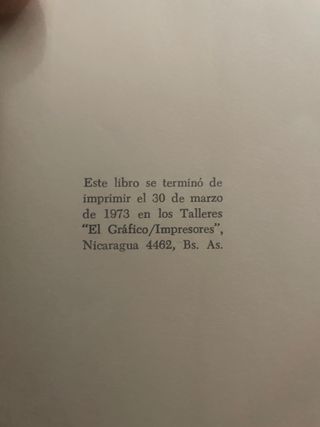 Este libro se terminó de
imprimir el 30 de marzo
de 1973 en los Talleres
“El Gráfico/Impresores”,
Nicaragua 4462, Bs. As.